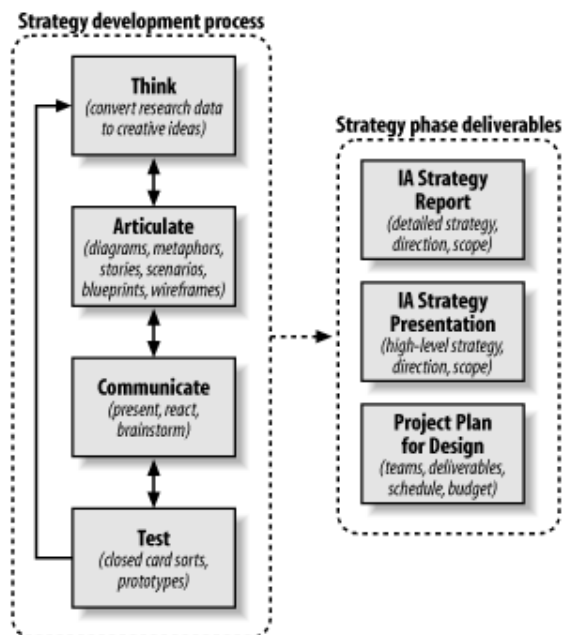 Strategy development process
Think
(convert research data
to creative ideas)
Articulate
(diagrams, metaphors,
stories, scenarios,
blueprints, wireframes)
Communicate
(present, react,
brainstorm)
Test
(closed card sorts,
prototypes)
Strategy phase deliverables
IA Strategy
Report
(detailed strategy,
direction, scope)
IA Strategy
Presentation
(high-level strategy,
direction, scope)
Project Plan
for Design
(teams, deliverables,
schedule, budget)